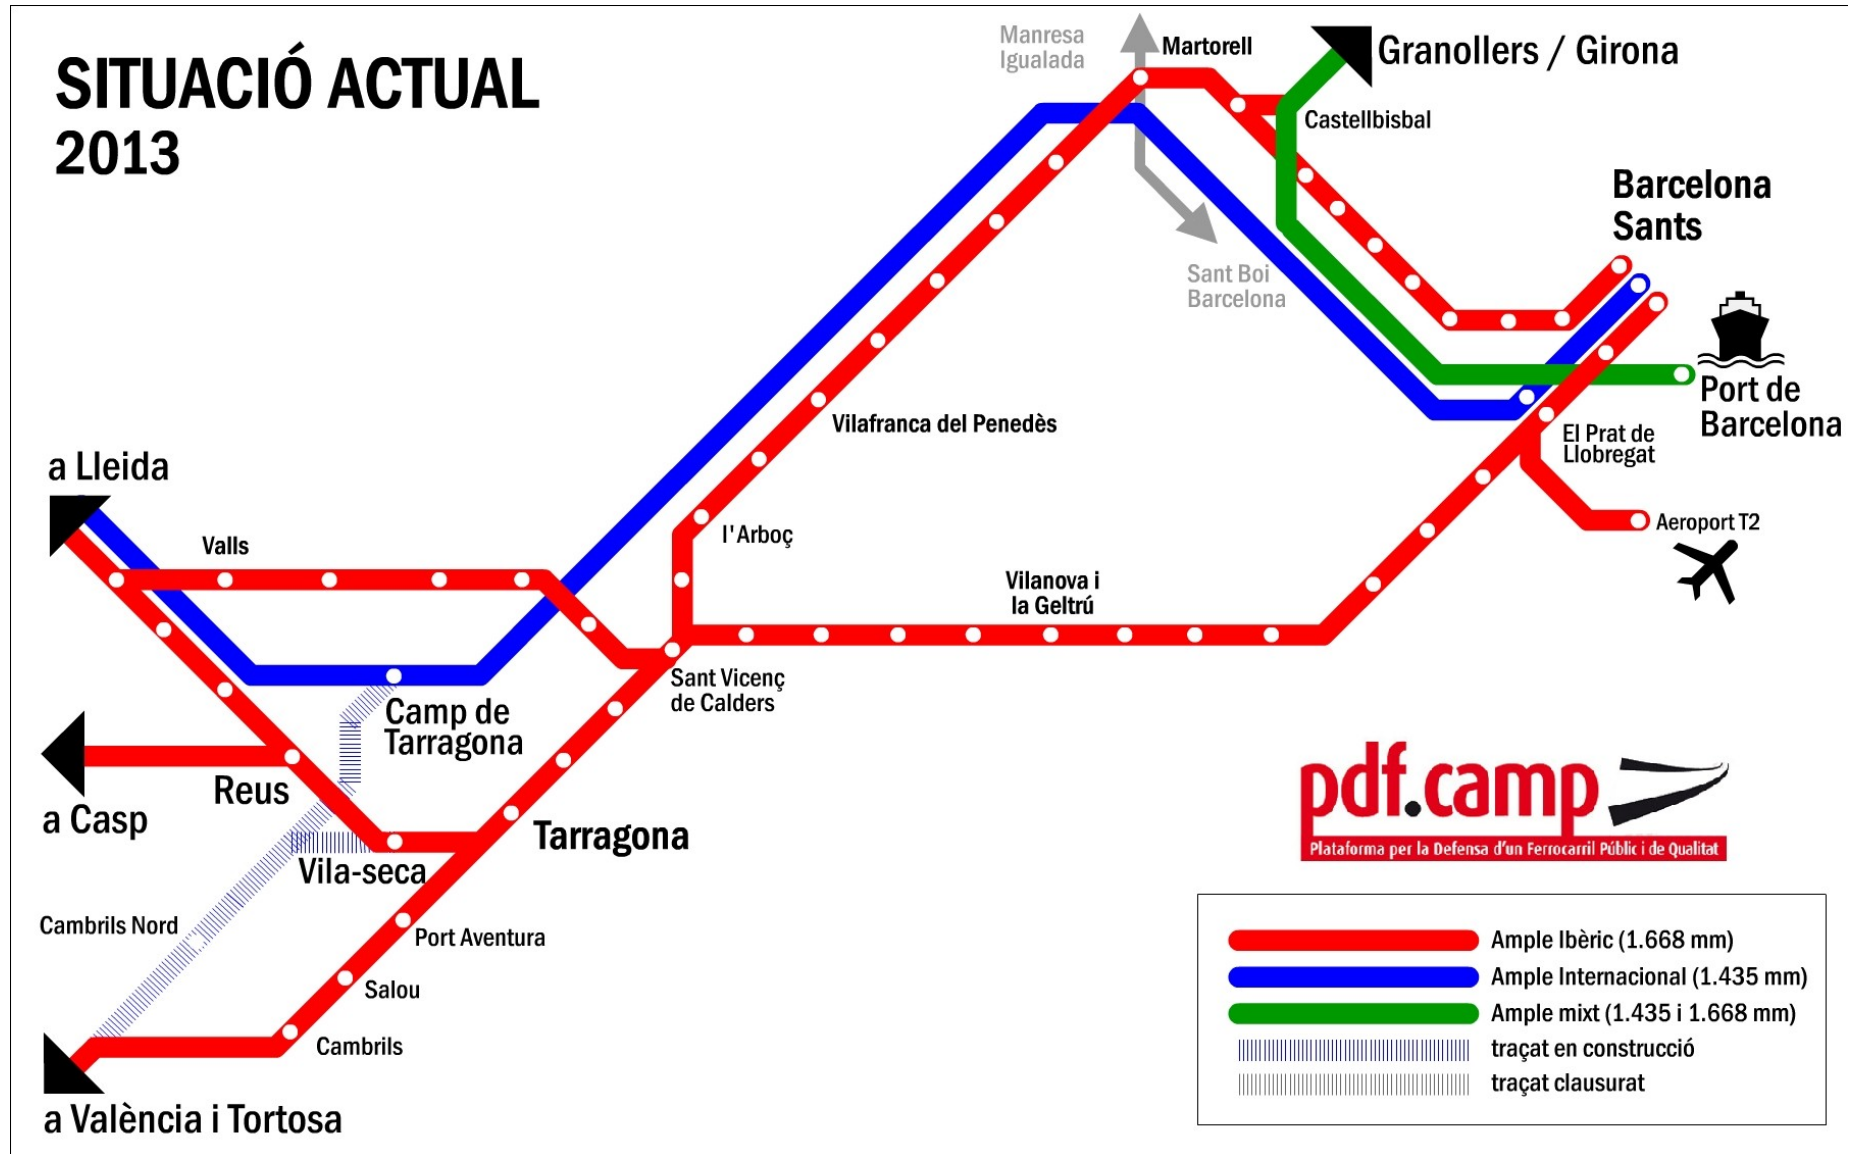 SITUACIÓ ACTUAL
2013
Manresa
Igualada
Martorell
Granollers / Girona
Castellbisbal
Barcelona
Sants
Sant Boi
Barcelona
Port de
Barcelona
Vilafranca del Penedès
El Prat de
Llobregat
a Lleida
Valls
l'Arboç
Aeroport T2
Vilanova i
la Geltrú
Sant Vicenç
de Calders
Camp de
Tarragona
Reus
a Casp
Tarragona
Vila-seca
Cambrils Nord
Port Aventura
Salou
Cambrils
a València i Tortosa
pdf.camp
Plataforma per la Defensa d'un Ferrocarril Públic i de Qualitat
Ample Ibèric (1.668 mm)
Ample Internacional (1.435 mm)
Ample mixt (1.435 i 1.668 mm)
traçat en construcció
traçat clausurat